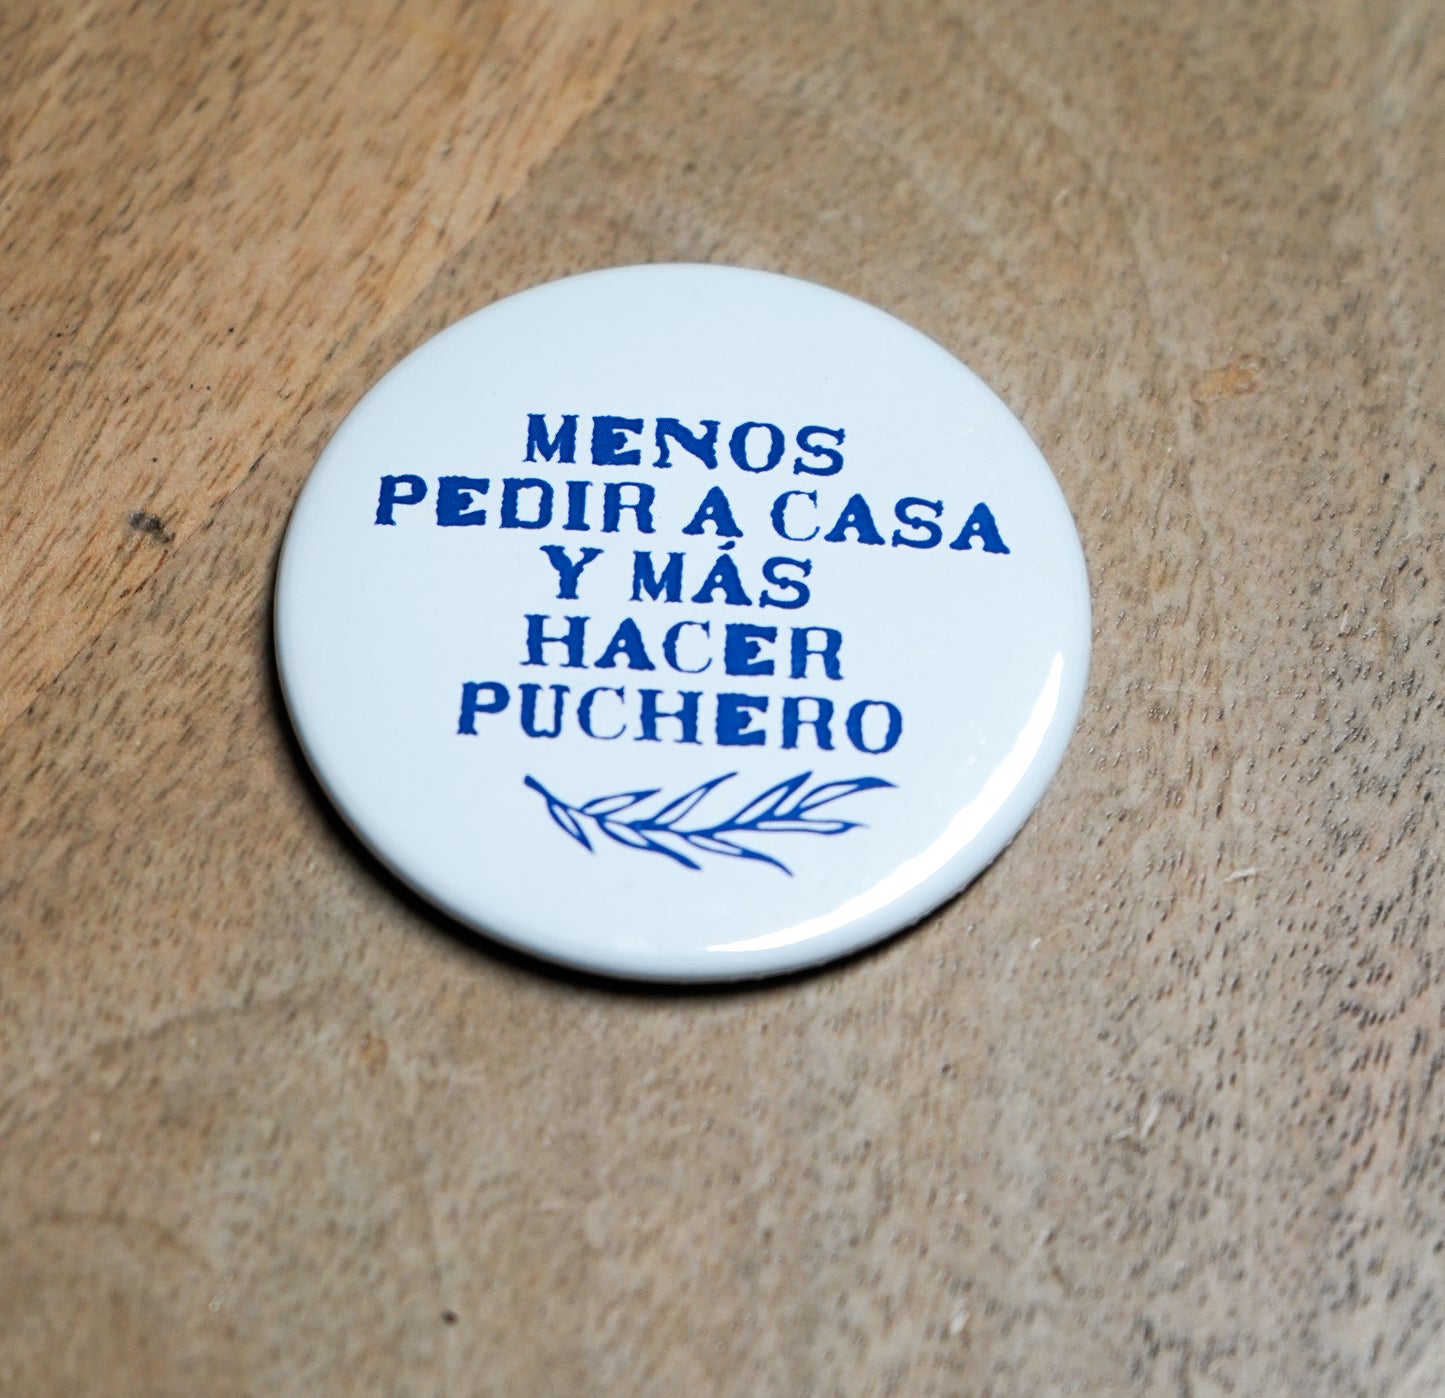 MENOS
PEDIR A CASA
Y MÁS
HACER
PUCHERO